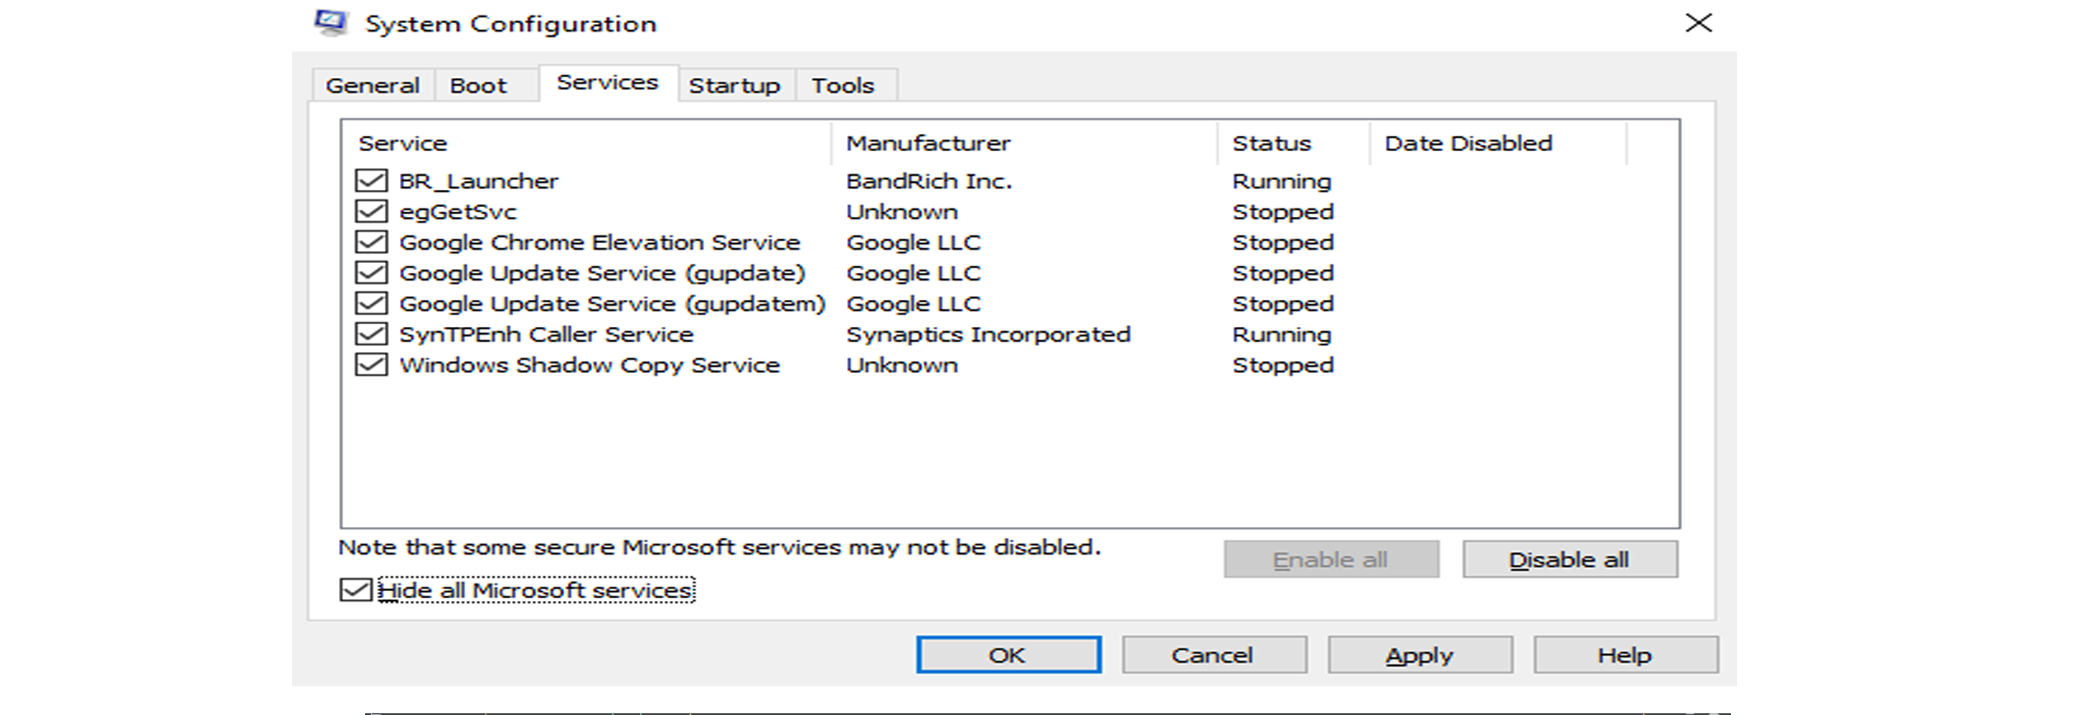 System Configuration
General Boot Services Startup Tools
Service Manufacturer Status Date Disabled
BR_Launcher BandRich Inc. Running
egGetSvc Unknown Stopped
Google Chrome Elevation Service Google LLC Stopped
Google Update Service (gupdate) Google LLC Stopped
Google Update Service (gupdatem) Google LLC Stopped
SynTPEnh Caller Service Synaptics Incorporated Running
Windows Shadow Copy Service Unknown Stopped
Note that some secure Microsoft services may not be disabled.
Enable all Disable all
Hide all Microsoft services
OK Cancel Apply Help